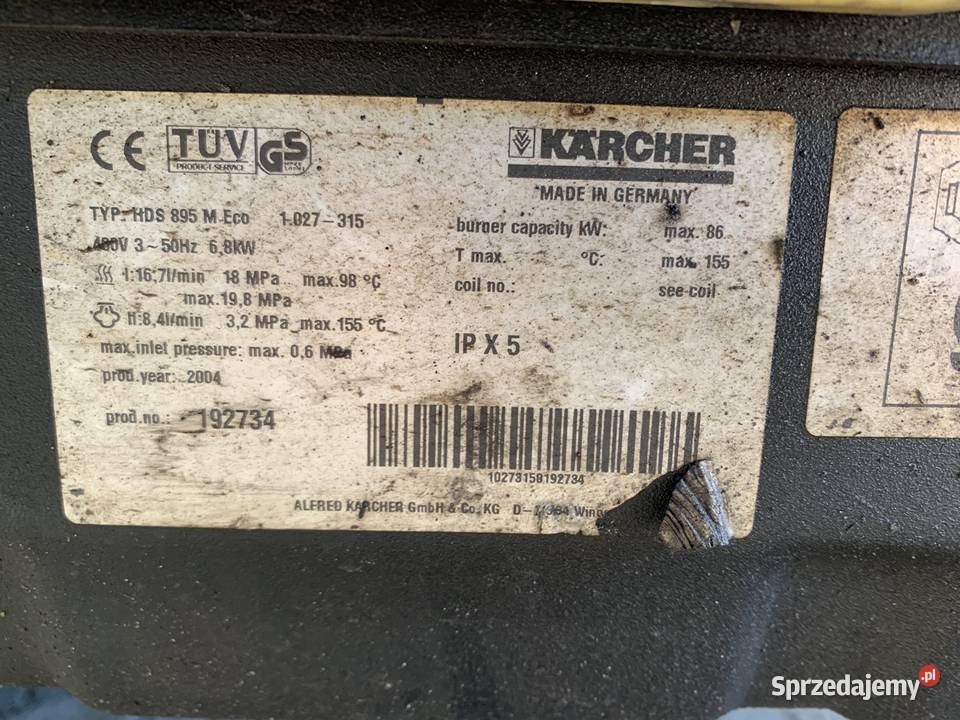 CE TÜV PRODUCT SERVICE GS
KÄRCHER
MADE IN GERMANY
TYP: HDS 895 M Eco 1.027-315
3~50Hz 6,8kW
I:16,7l/min 18 MPa max.98 °C
max.19,8 MPa
II:8,4l/min 3,2 MPa max.155 °C
max.inlet pressure: max. 0,6 MPa
prod.year: 2004
prod.no.: 192734
burner capacity kW: max. 86
T max. °C: max. 155
coil no.: see coil
IP X 5
10273158192734
ALFRED KÄRCHER GmbH & Co. KG
Sprzedajemy.pl